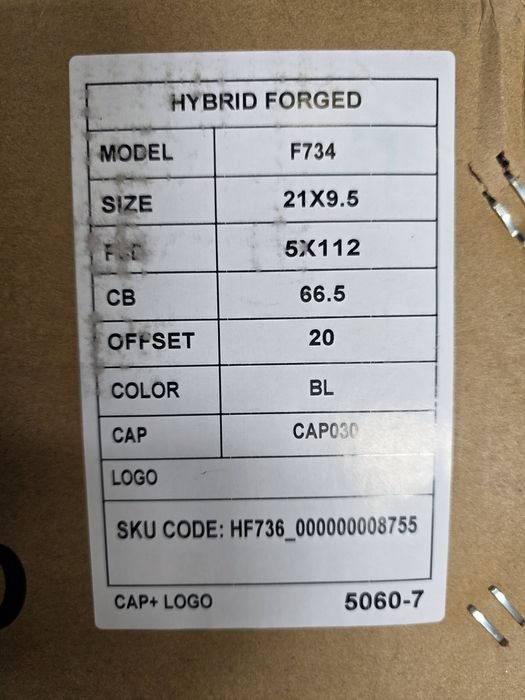 HYBRID FORGED
MODEL F734
SIZE 21X9.5
5X112
CB 66.5
OFFSET 20
COLOR BL
CAP CAP030
LOGO
SKU CODE: HF736_000000008755
CAP+ LOGO 5060-7